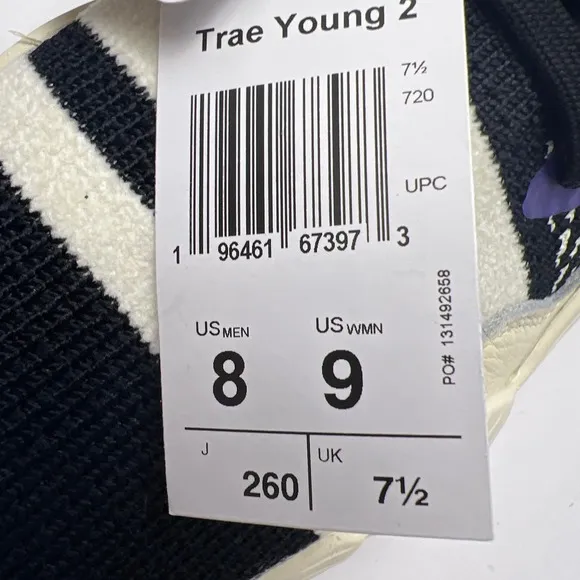 Trae Young 2
7½
720
UPC
1 96461 67397 3
US MEN US WMN
8 9
J UK
260 7½
PO# 131492658